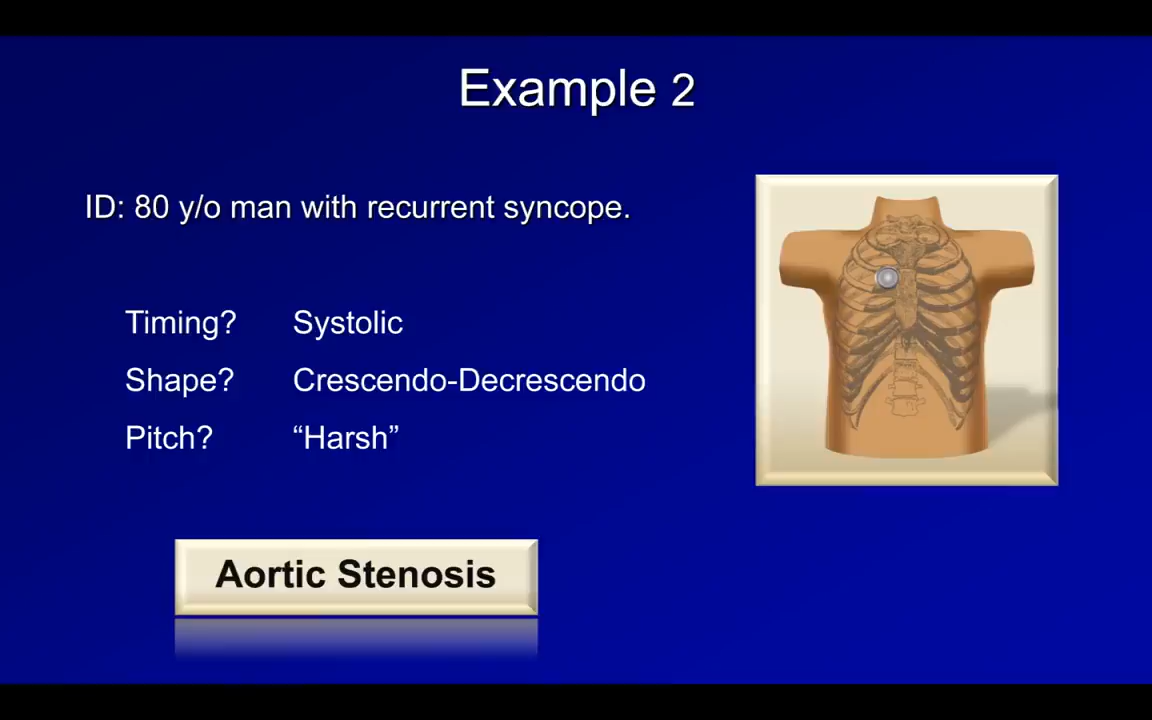 Example 2
ID: 80 y/o man with recurrent syncope.
Timing? Systolic
Shape? Crescendo-Decrescendo
Pitch? “Harsh”
Aortic Stenosis